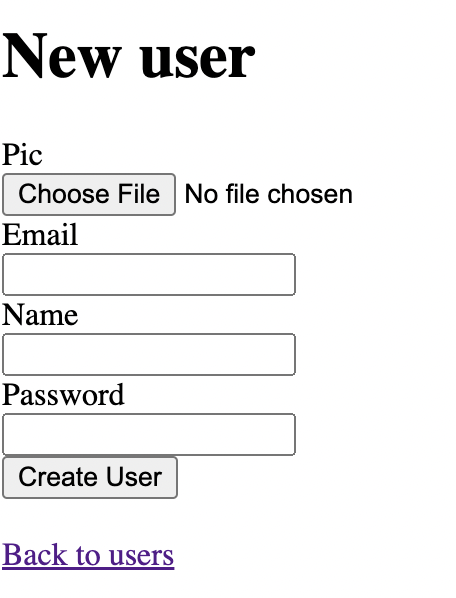 New user
Pic
Choose File No file chosen
Email
Name
Password
Create User
Back to users